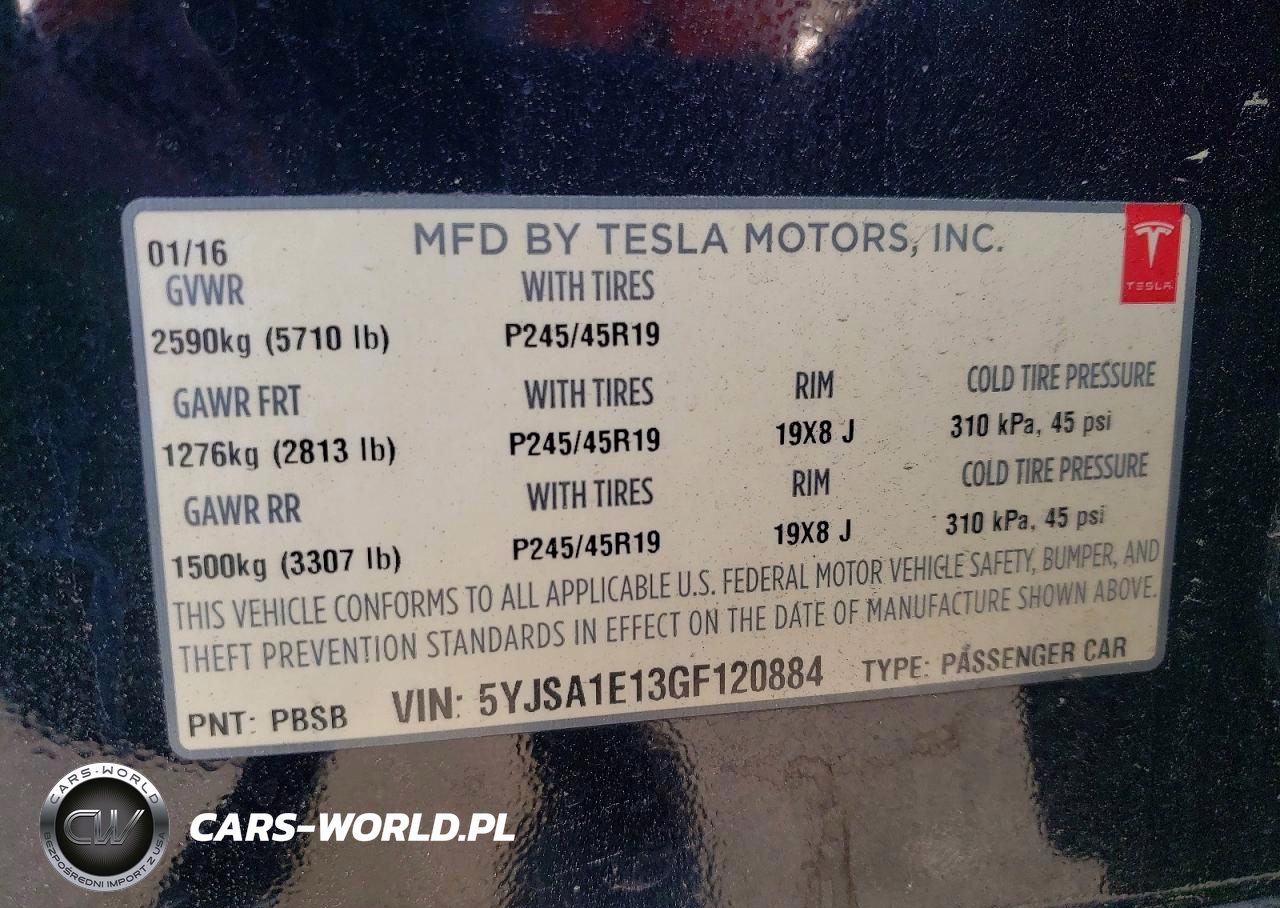 01/16 MFD BY TESLA MOTORS, INC.
TESLA
GVWR WITH TIRES
2590kg (5710 lb) P245/45R19
GAWR FRT WITH TIRES RIM COLD TIRE PRESSURE
1276kg (2813 lb) P245/45R19 19X8 J 310 kPa, 45 psi
GAWR RR WITH TIRES RIM COLD TIRE PRESSURE
1500kg (3307 lb) P245/45R19 19X8 J 310 kPa, 45 psi
THIS VEHICLE CONFORMS TO ALL APPLICABLE U.S. FEDERAL MOTOR VEHICLE SAFETY, BUMPER, AND
THEFT PREVENTION STANDARDS IN EFFECT ON THE DATE OF MANUFACTURE SHOWN ABOVE.
PNT: PBSB VIN: 5YJSA1E13GF120884 TYPE: PASSENGER CAR
CARS-WORLD
CW
BEZPOŚREDNI IMPORT Z USA
CARS-WORLD.PL